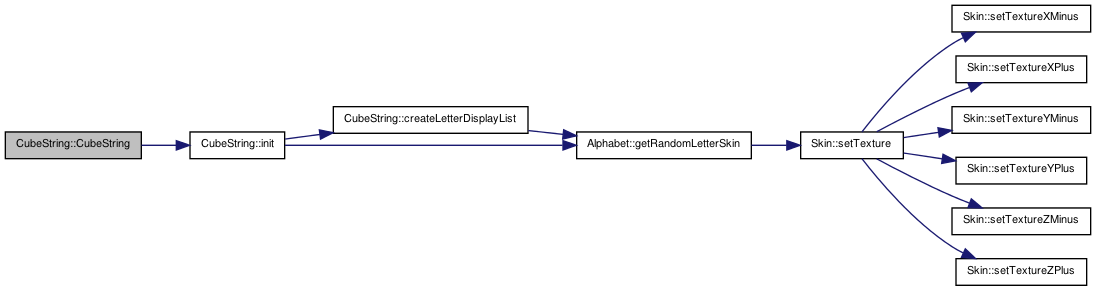 CubeString::CubeString
CubeString::init
CubeString::createLetterDisplayList
Alphabet::getRandomLetterSkin
Skin::setTexture
Skin::setTextureXMinus
Skin::setTextureXPlus
Skin::setTextureYMinus
Skin::setTextureYPlus
Skin::setTextureZMinus
Skin::setTextureZPlus